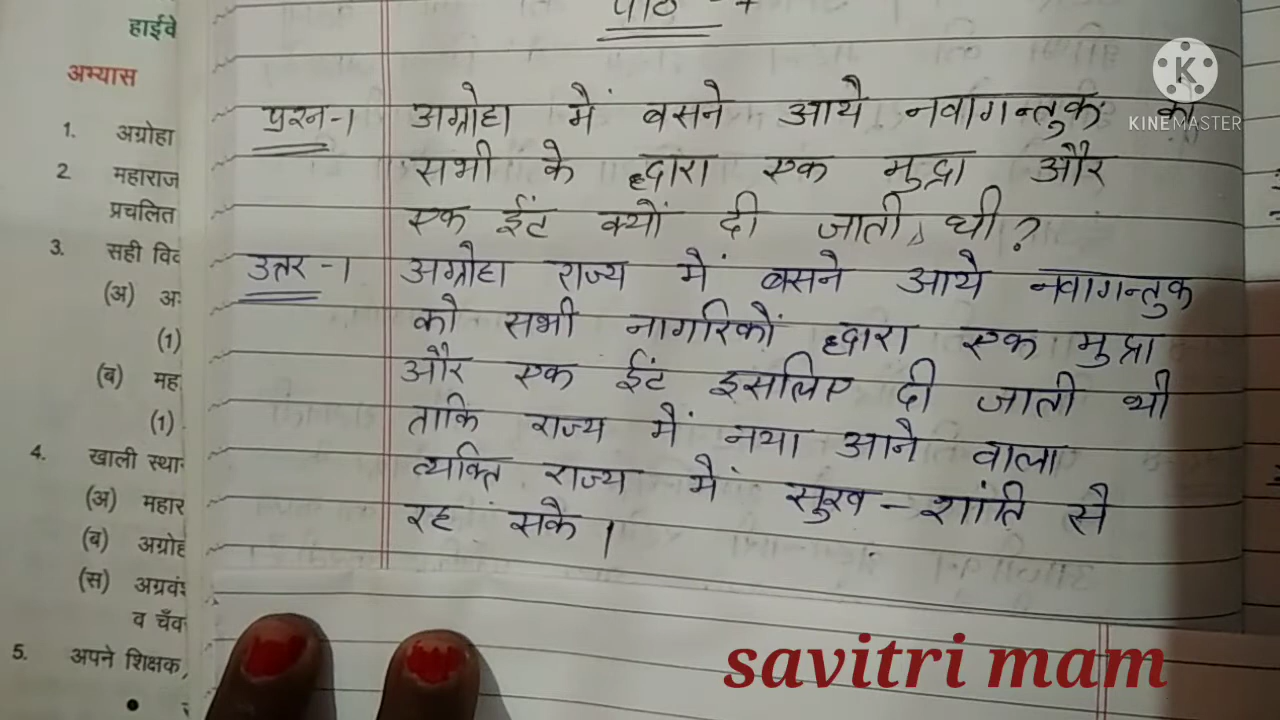 पाठ - 7
हाईवे
अभ्यास
1. अग्रोहा
2 महाराज
प्रचलित
3. सही विव
(अ) अ
(1)
(ब) मह
(1)
4. खाली स्था
(अ) महार
(ब) अग्रोह
(स) अग्रवंश
व चँव
5. अपने शिक्षक,
प्रश्न-1 अग्रोहा में बसने आये नवागन्तुक को
सभी के द्वारा एक मुद्रा और
एक ईंट क्यों दी जाती थी?
उत्तर-1 अग्रोहा राज्य में बसने आये नवागन्तुक
को सभी नागरिकों द्वारा एक मुद्रा
और एक ईंट इसलिए दी जाती थी
ताकि राज्य में नया आने वाला
व्यक्ति राज्य में सुख-शांति से
रह सके।
K
KINEMASTER
savitri mam